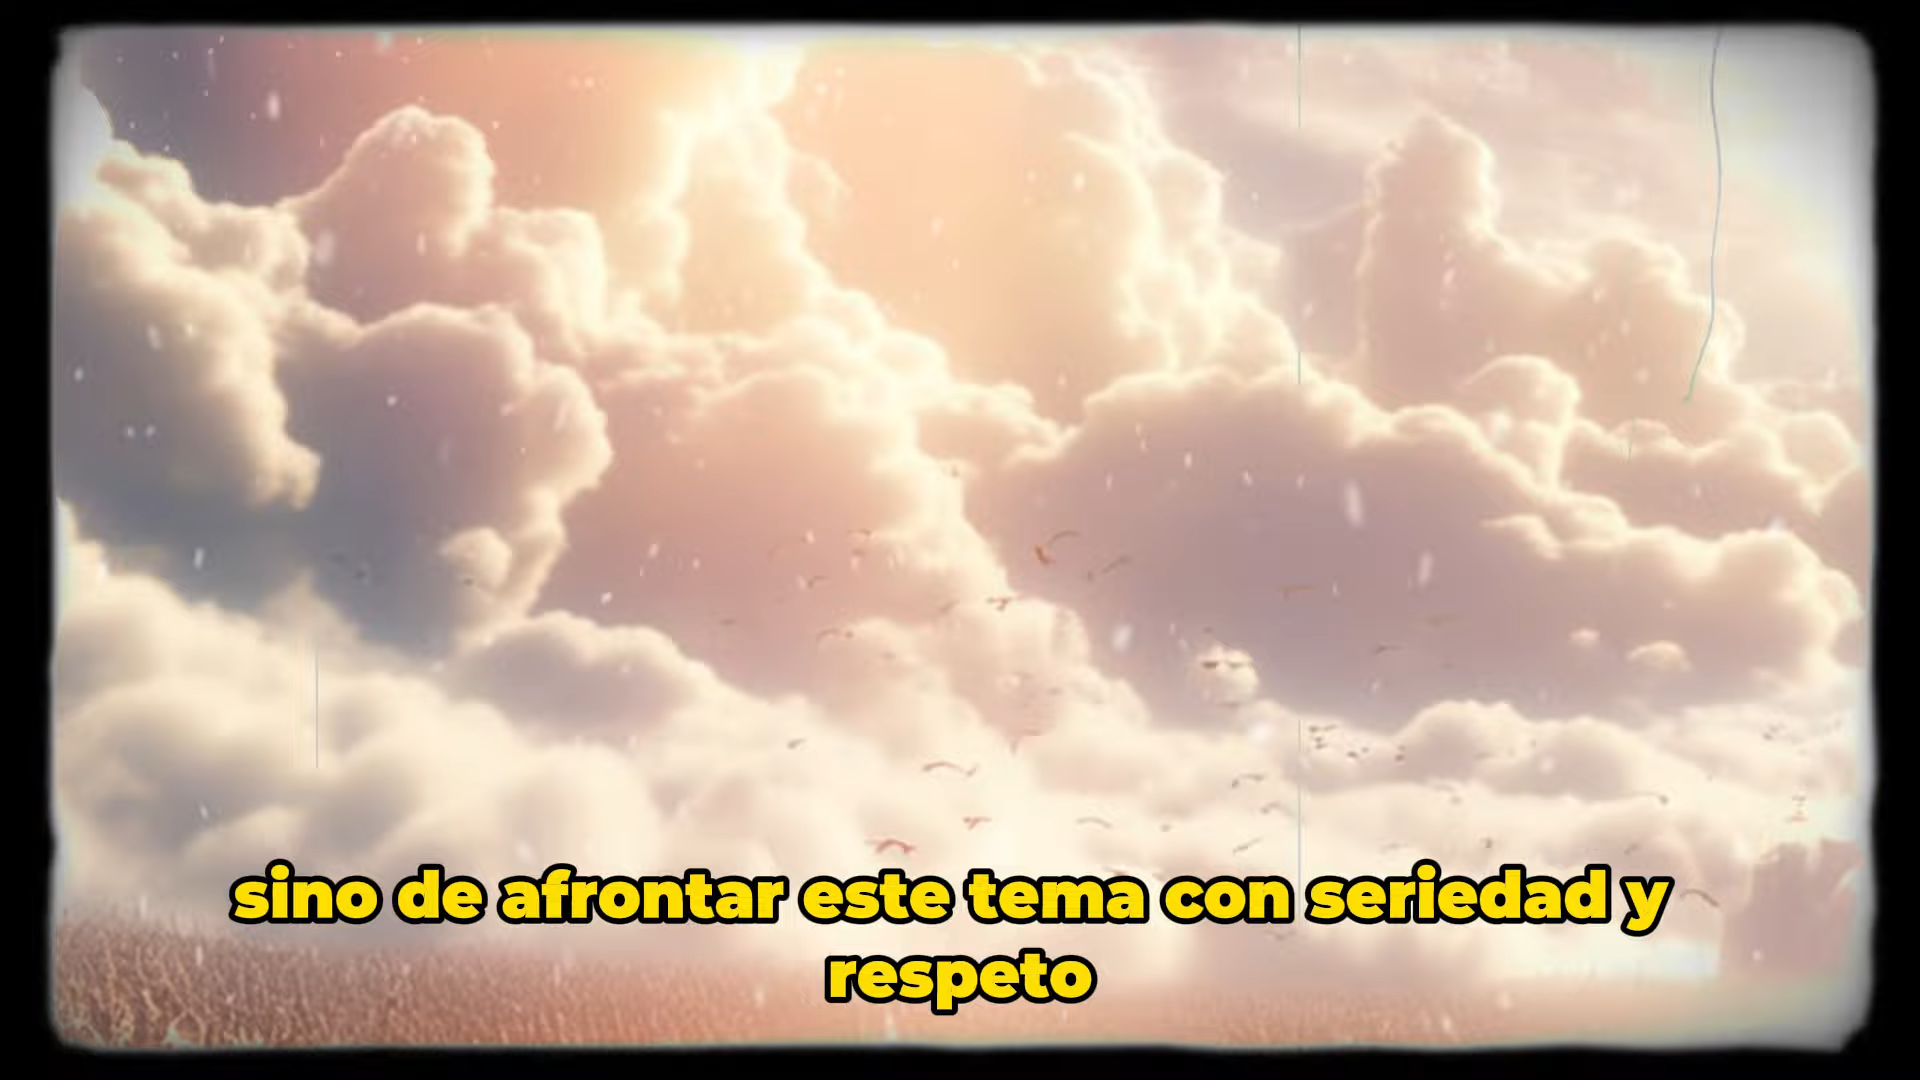 sino de afrontar este tema con seriedad y
respeto